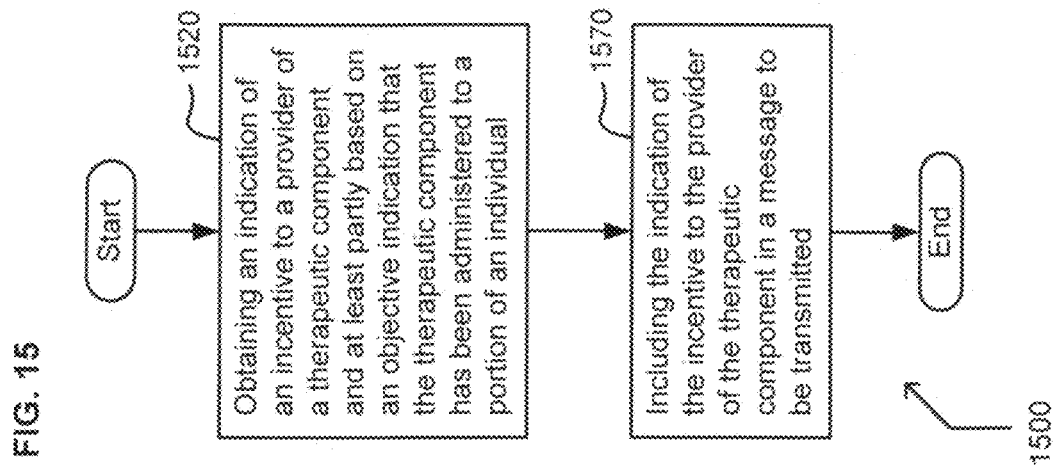 FIG. 15
Start
1520
Obtaining an indication of
an incentive to a provider of
a therapeutic component
and at least partly based on
an objective indication that
the therapeutic component
has been administered to a
portion of an individual
1570
Including the indication of
the incentive to the provider
of the therapeutic
component in a message to
be transmitted
End
1500